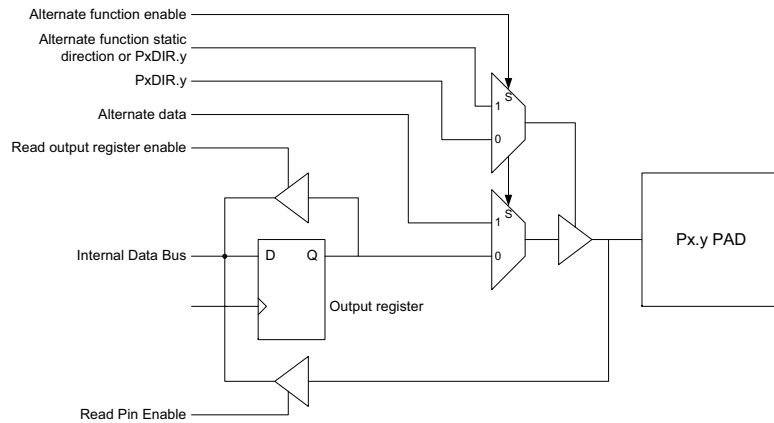 Alternate function enable
Alternate function static
direction or PxDIR.y
PxDIR.y
Alternate data
Read output register enable
S
1
0
S
1
0
Px.y PAD
Internal Data Bus
D
Q
Output register
Read Pin Enable